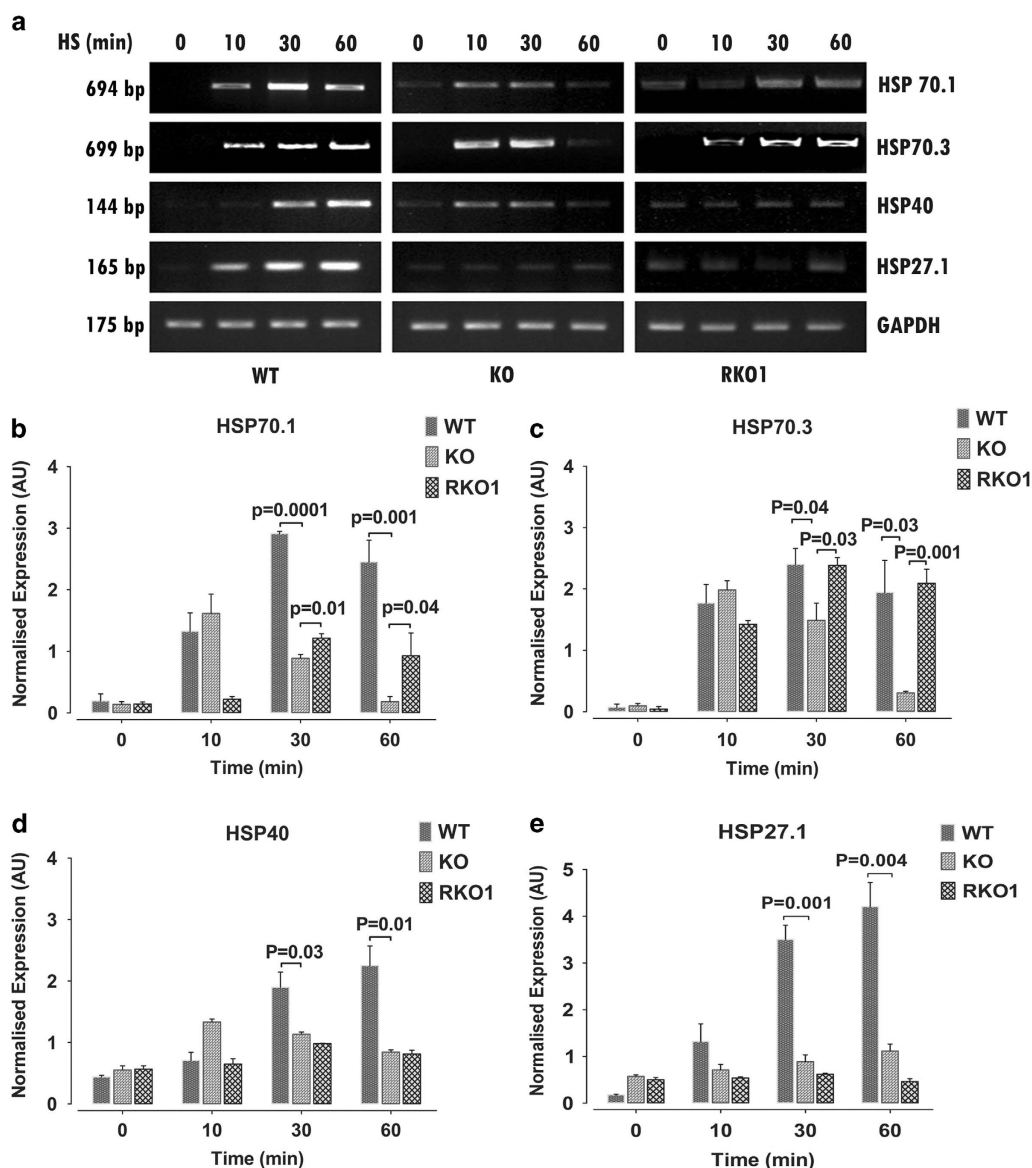 a
HS (min) 0 10 30 60 0 10 30 60 0 10 30 60
694 bp HSP 70.1
699 bp HSP70.3
144 bp HSP40
165 bp HSP27.1
175 bp GAPDH
WT KO RKO1
b
HSP70.1
WT
KO
RKO1
Normalised Expression (AU)
4
3
2
1
0
p=0.0001
p=0.001
p=0.01
p=0.04
0 10 30 60
Time (min)
c
HSP70.3
WT
KO
RKO1
Normalised Expression (AU)
4
3
2
1
0
P=0.04
P=0.03
P=0.03
P=0.001
0 10 30 60
Time (min)
d
HSP40
WT
KO
RKO1
Normalised Expression (AU)
4
3
2
1
0
P=0.03
P=0.01
0 10 30 60
Time (min)
e
HSP27.1
WT
KO
RKO1
Normalised Expression (AU)
5
4
3
2
1
0
P=0.001
P=0.004
0 10 30 60
Time (min)